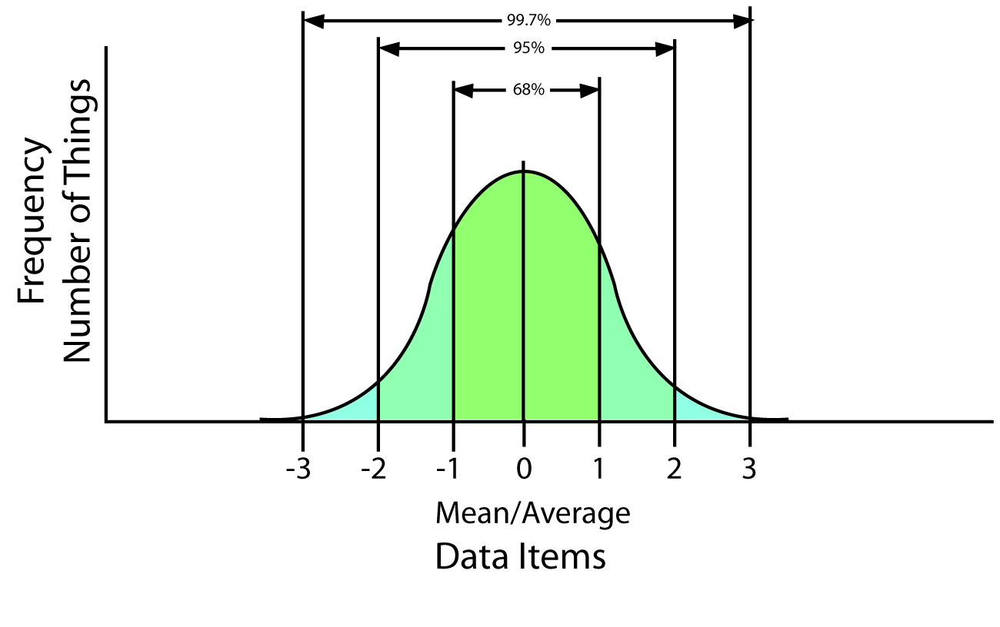 99.7%
95%
68%
Frequency
Number of Things
-3 -2 -1 0 1 2 3
Mean/Average
Data Items